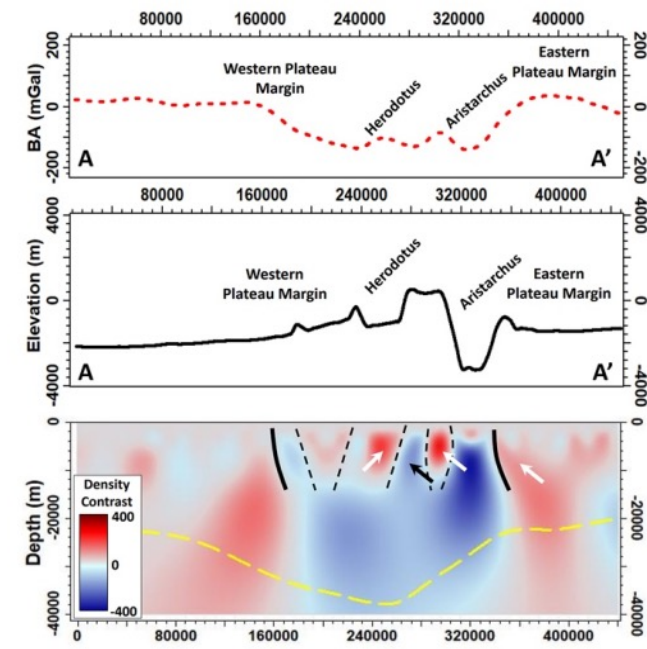 80000 160000 240000 320000 400000
200 0 -200
BA (mGal)
Western Plateau
Margin
Herodotus
Aristarchus
Eastern
Plateau Margin
A A'
200 0 -200
80000 160000 240000 320000 400000
4000 0 -4000
Elevation (m)
Western
Plateau Margin
Herodotus
Aristarchus
Eastern
Plateau Margin
A A'
4000 0 -4000
0 -20000 -40000
Depth (m)
Density
Contrast
400
0
-400
0 -20000 -40000
0 80000 160000 240000 320000 400000